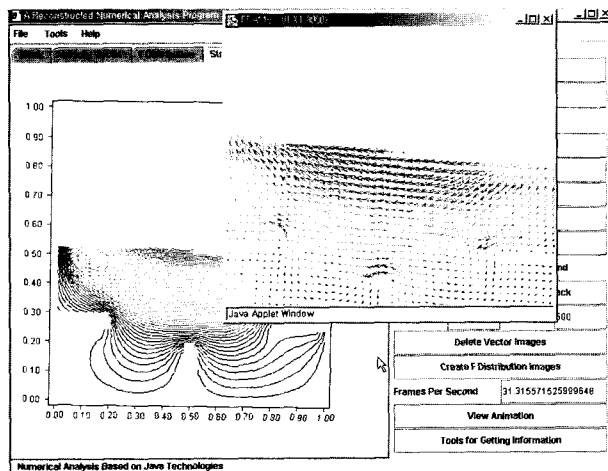 A Reconstructed Numerical Analysis Program
File Tools Help
1.00
0.90
0.80
0.70
0.60
0.50
0.40
0.30
0.20
0.10
0.00
0.00 0.10 0.20 0.30 0.40 0.50 0.60 0.70 0.80 0.90 1.00
Java Applet Window
Delete Vector Images
Create F Distribution Images
Frames Per Second 31.315571525999648
View Animation
Tools for Getting Information
Numerical Analysis Based on Java Technologies